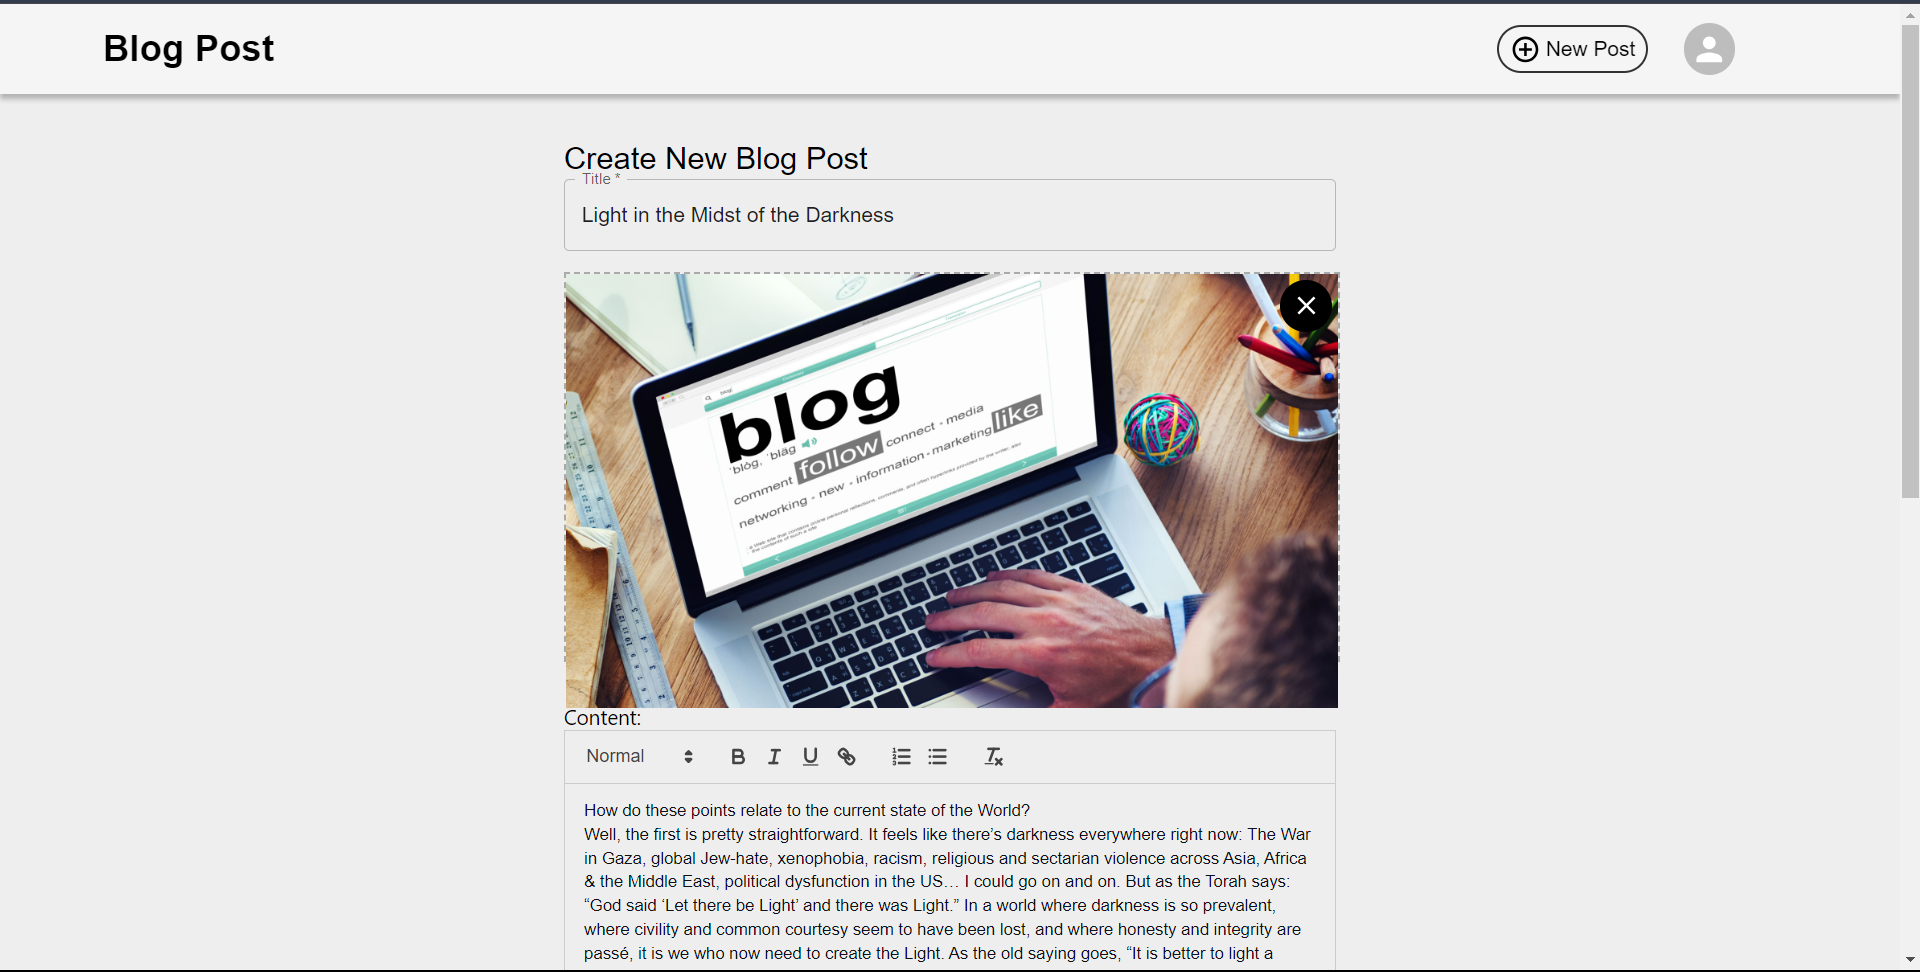 Blog Post
New Post
Create New Blog Post
Title *
Light in the Midst of the Darkness
blog
'blóg, 'bläg
follow
connect - media
like
comment
networking - new - information - marketing
Content:
Normal
B I U
How do these points relate to the current state of the World?
Well, the first is pretty straightforward. It feels like there’s darkness everywhere right now: The War
in Gaza, global Jew-hate, xenophobia, racism, religious and sectarian violence across Asia, Africa
& the Middle East, political dysfunction in the US… I could go on and on. But as the Torah says:
“God said ‘Let there be Light’ and there was Light.” In a world where darkness is so prevalent,
where civility and common courtesy seem to have been lost, and where honesty and integrity are
passé, it is we who now need to create the Light. As the old saying goes, “It is better to light a